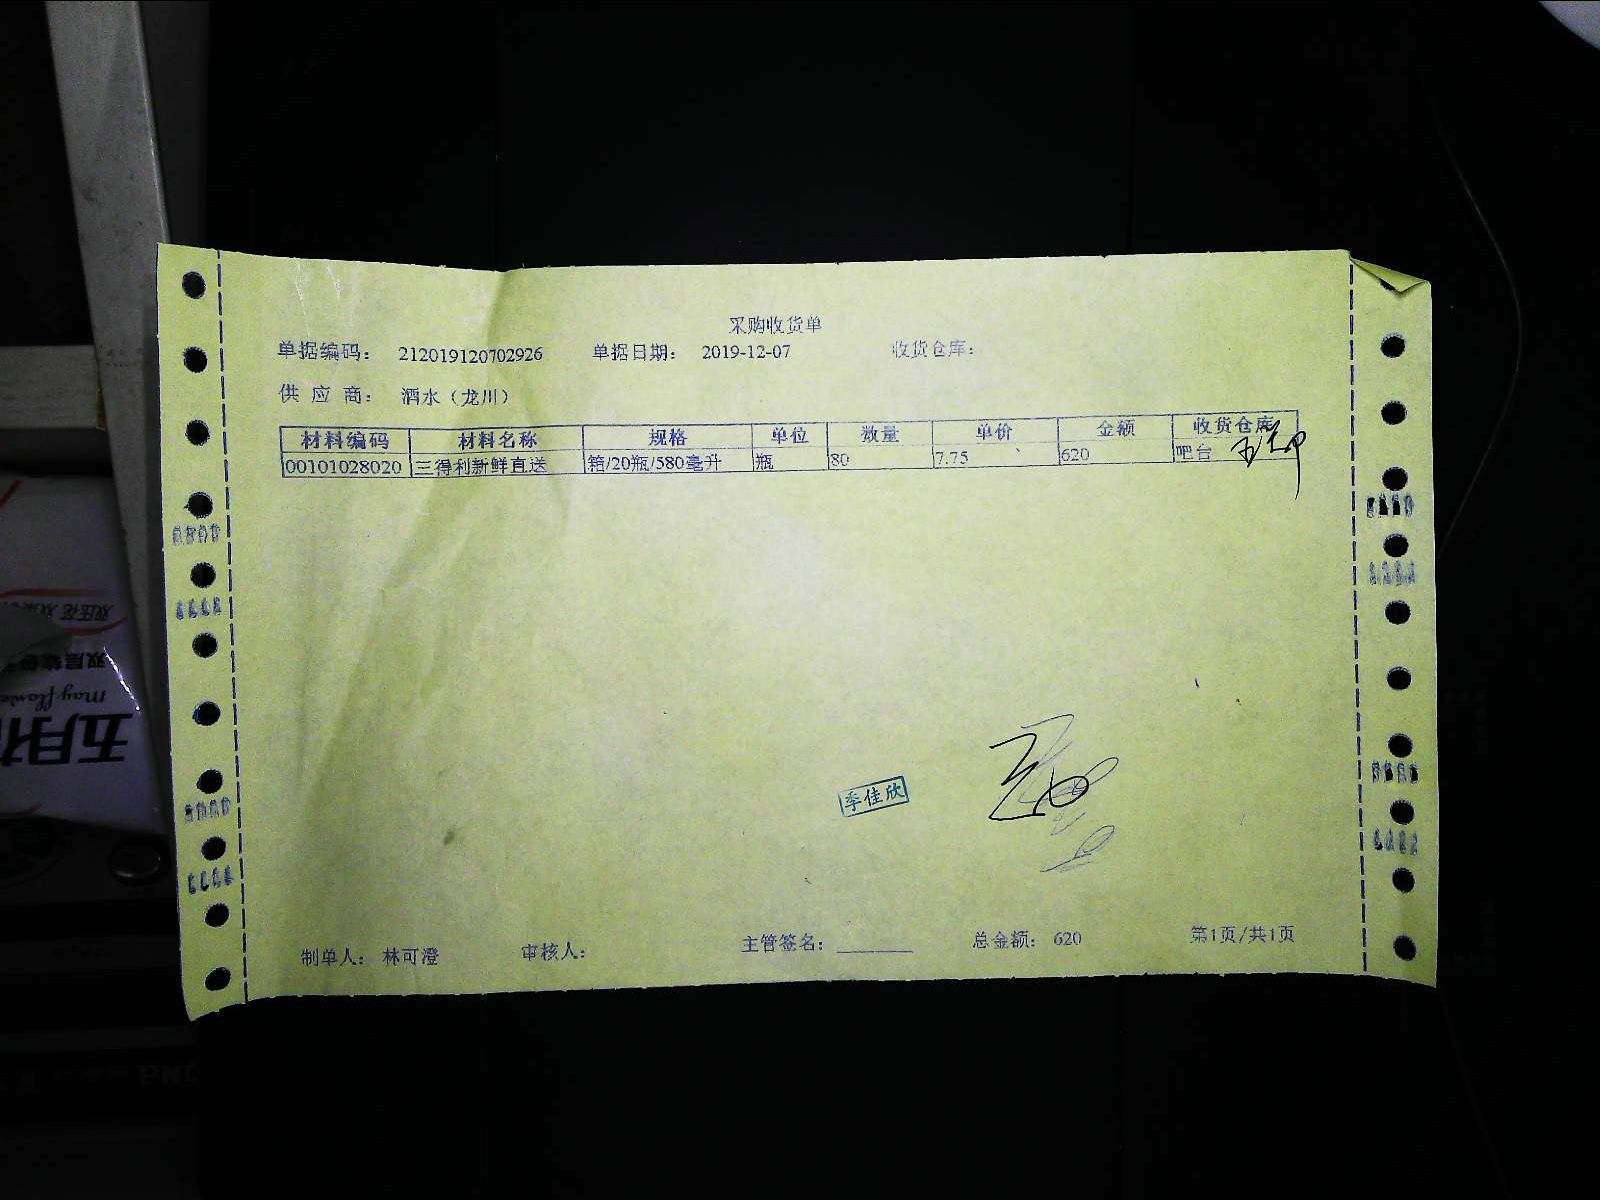 采购收货单
单据编码： 212019120702926 单据日期： 2019-12-07 收货仓库：
供 应 商： 酒水（龙川）
材料编码 材料名称 规格 单位 数量 单价 金额 收货仓库
00101028020 三得利新鲜直送 箱/20瓶/580毫升 瓶 80 7.75 620 吧台
季佳欣
制单人： 林可澄 审核人： 主管签名： 总金额： 620 第1页/共1页
五月花